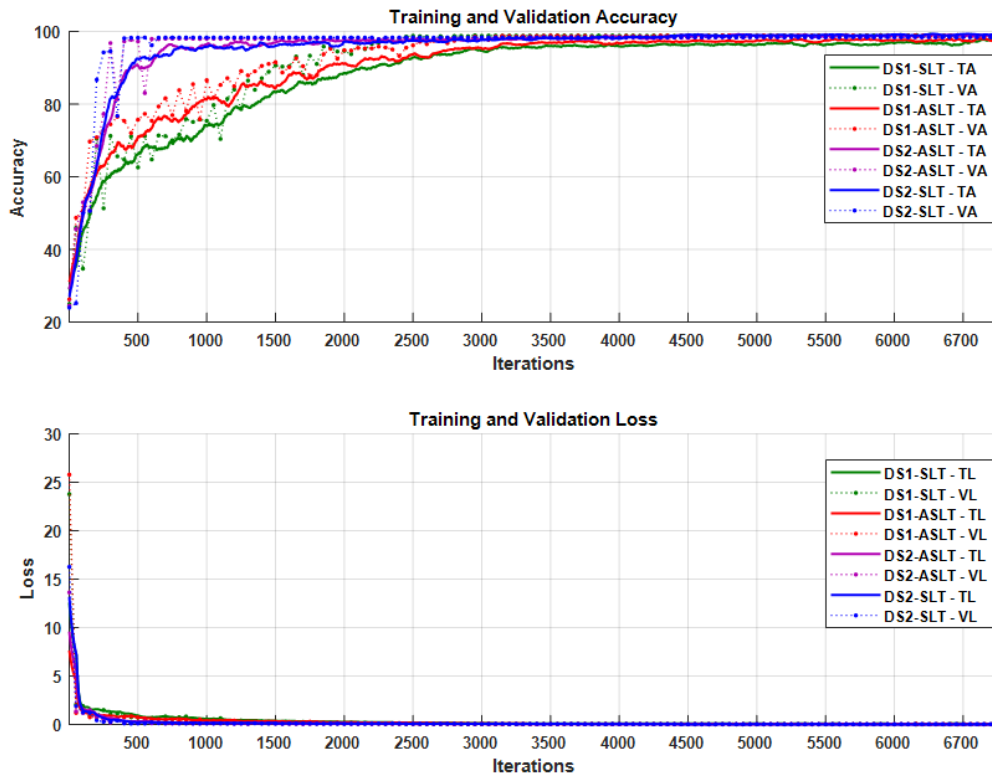 Training and Validation Accuracy
Accuracy
100
80
60
40
20
DS1-SLT - TA
DS1-SLT - VA
DS1-ASLT - TA
DS1-ASLT - VA
DS2-ASLT - TA
DS2-ASLT - VA
DS2-SLT - TA
DS2-SLT - VA
500 1000 1500 2000 2500 3000 3500 4000 4500 5000 5500 6000 6700
Iterations
Training and Validation Loss
Loss
30
25
20
15
10
5
0
DS1-SLT - TL
DS1-SLT - VL
DS1-ASLT - TL
DS1-ASLT - VL
DS2-ASLT - TL
DS2-ASLT - VL
DS2-SLT - TL
DS2-SLT - VL
500 1000 1500 2000 2500 3000 3500 4000 4500 5000 5500 6000 6700
Iterations